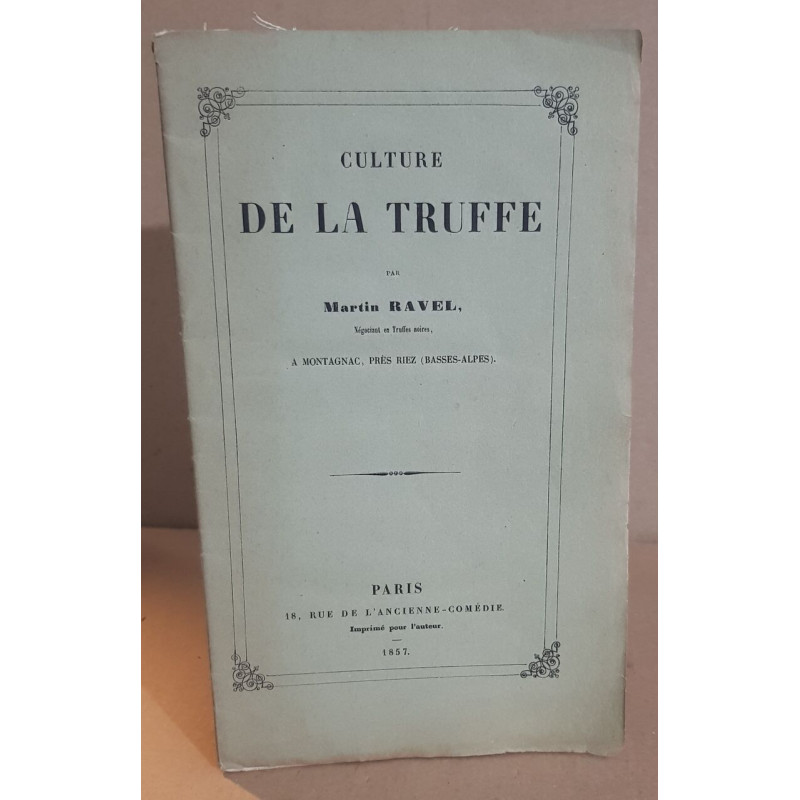 CULTURE
DE LA TRUFFE
PAR
Martin RAVEL,
Négociant en Truffes noires,
A MONTAGNAC, PRÈS RIEZ (BASSES-ALPES).
PARIS
18, RUE DE L'ANCIENNE-COMÉDIE.
Imprimé pour l'auteur.
1857.